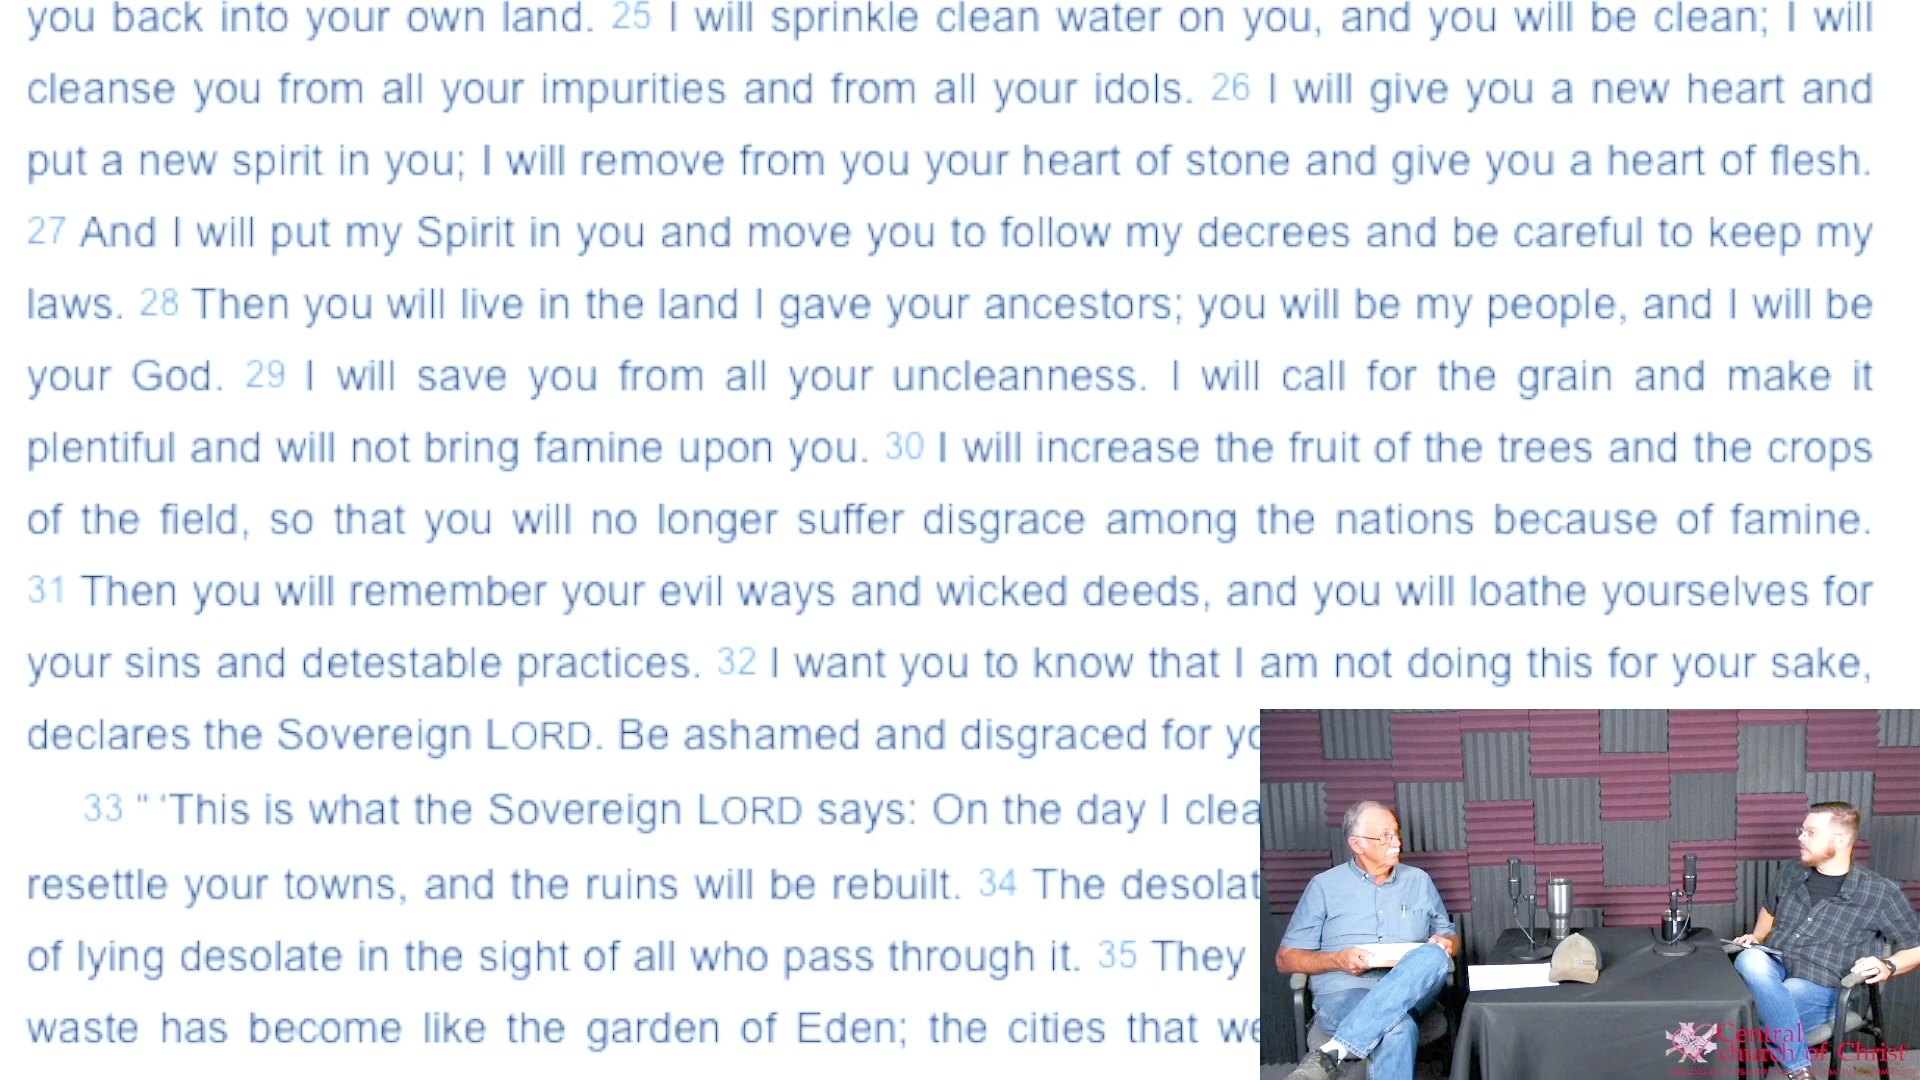 you back into your own land. 25 I will sprinkle clean water on you, and you will be clean; I will
cleanse you from all your impurities and from all your idols. 26 I will give you a new heart and
put a new spirit in you; I will remove from you your heart of stone and give you a heart of flesh.
27 And I will put my Spirit in you and move you to follow my decrees and be careful to keep my
laws. 28 Then you will live in the land I gave your ancestors; you will be my people, and I will be
your God. 29 I will save you from all your uncleanness. I will call for the grain and make it
plentiful and will not bring famine upon you. 30 I will increase the fruit of the trees and the crops
of the field, so that you will no longer suffer disgrace among the nations because of famine.
31 Then you will remember your evil ways and wicked deeds, and you will loathe yourselves for
your sins and detestable practices. 32 I want you to know that I am not doing this for your sake,
declares the Sovereign LORD. Be ashamed and disgraced for yo
33 " 'This is what the Sovereign LORD says: On the day I clea
resettle your towns, and the ruins will be rebuilt. 34 The desolat
of lying desolate in the sight of all who pass through it. 35 They
waste has become like the garden of Eden; the cities that we
Central
church of Christ